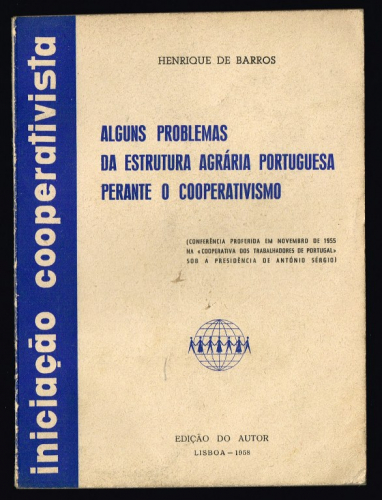 HENRIQUE DE BARROS
ALGUNS PROBLEMAS
DA ESTRUTURA AGRÁRIA PORTUGUESA
PERANTE O COOPERATIVISMO
(CONFERÊNCIA PROFERIDA EM NOVEMBRO DE 1955
NA «COOPERATIVA DOS TRABALHADORES DE PORTUGAL»
SOB A PRESIDÊNCIA DE ANTÓNIO SÉRGIO)
EDIÇÃO DO AUTOR
LISBOA — 1958
iniciação cooperativista